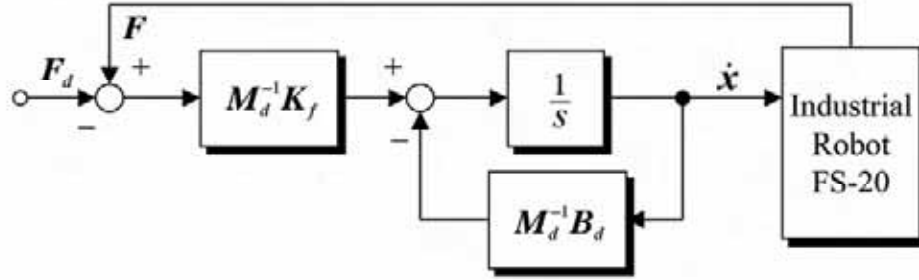 F
F_d
+
−
M_d^{-1} K_f
+
−
1/s
ẋ
Industrial
Robot
FS-20
M_d^{-1} B_d